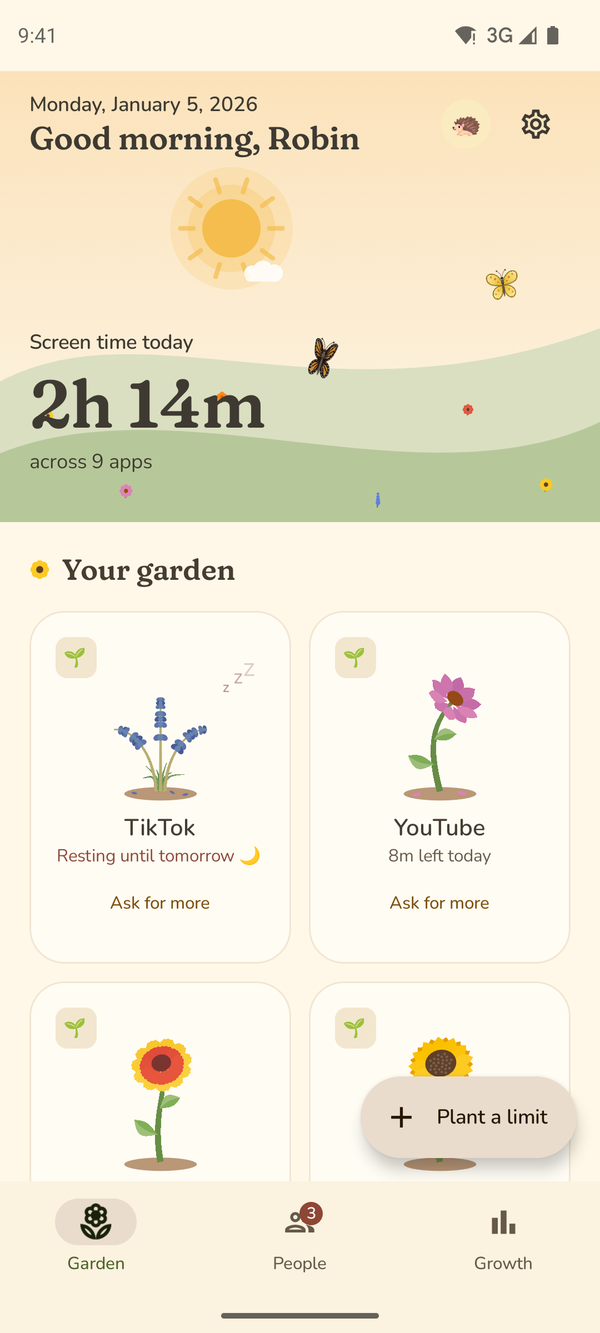 9:41
3G
Monday, January 5, 2026
Good morning, Robin
Screen time today
2h 14m
across 9 apps
Your garden
z z Z
TikTok
Resting until tomorrow 🌙
Ask for more
YouTube
8m left today
Ask for more
Plant a limit
3
Garden
People
Growth